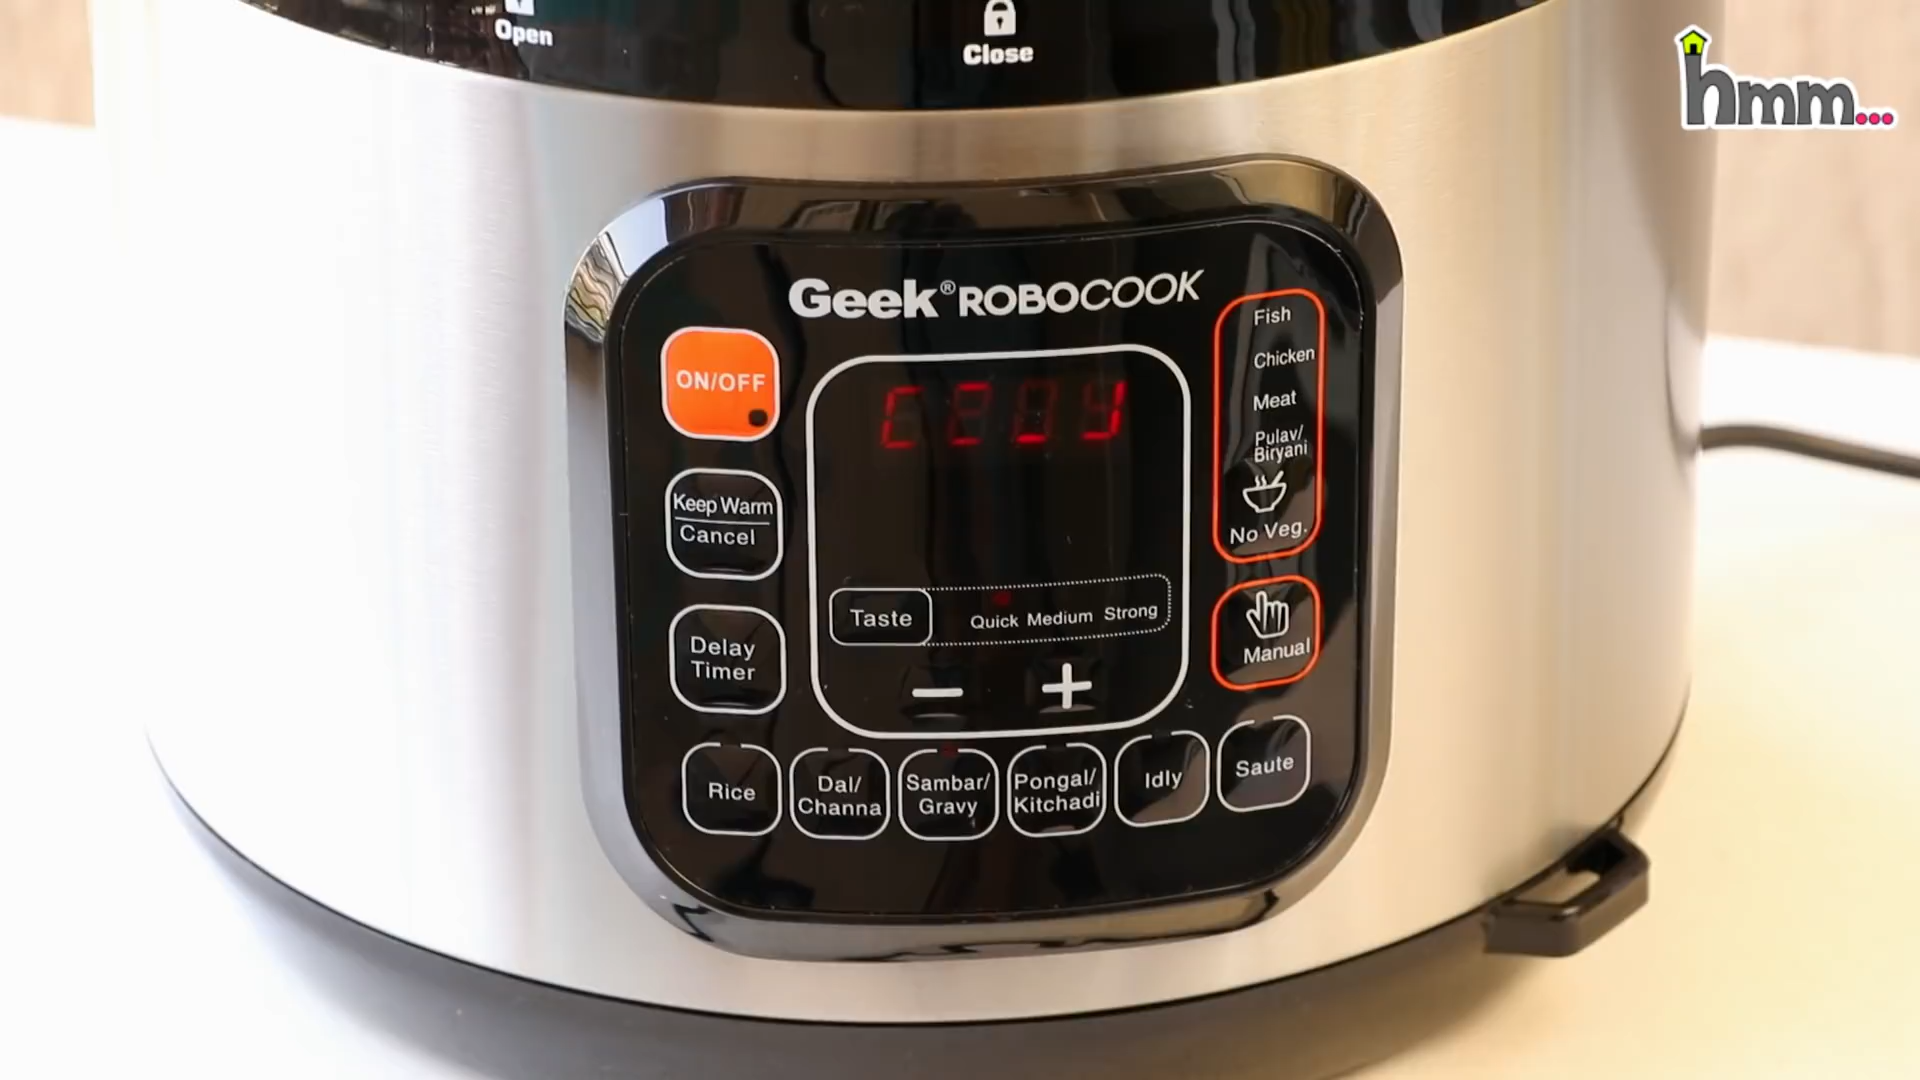 Open
Close
hmm...
Geek® ROBOCOOK
ON/OFF
Keep Warm
Cancel
Delay
Timer
Taste
Quick Medium Strong
− +
Fish
Chicken
Meat
Pulav/
Biryani
No Veg.
Manual
Rice
Dal/
Channa
Sambar/
Gravy
Pongal/
Kitchadi
Idly
Saute